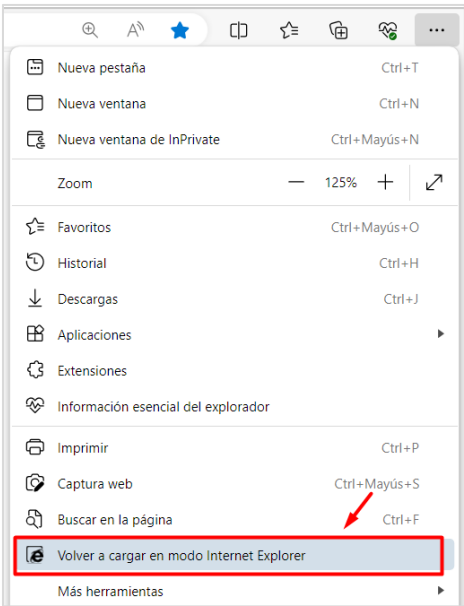 Nueva pestaña Ctrl+T
Nueva ventana Ctrl+N
Nueva ventana de InPrivate Ctrl+Mayús+N
Zoom — 125% +
Favoritos Ctrl+Mayús+O
Historial Ctrl+H
Descargas Ctrl+J
Aplicaciones
Extensiones
Información esencial del explorador
Imprimir Ctrl+P
Captura web Ctrl+Mayús+S
Buscar en la página Ctrl+F
Volver a cargar en modo Internet Explorer
Más herramientas